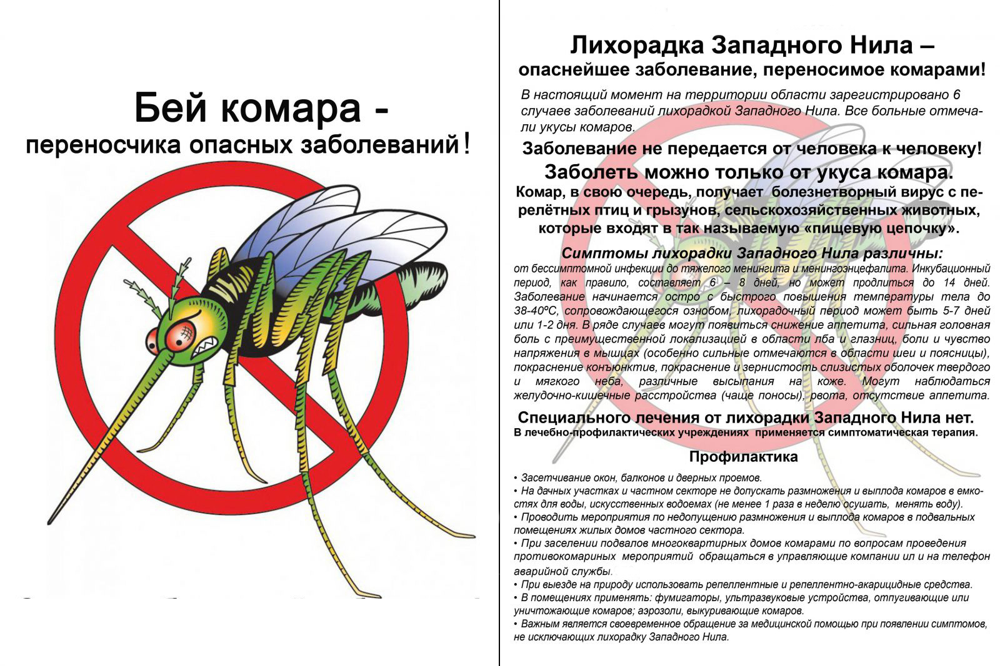 Бей комара -
переносчика опасных заболеваний!
Лихорадка Западного Нила –
опаснейшее заболевание, переносимое комарами!
В настоящий момент на территории области зарегистрировано 6
случаев заболеваний лихорадкой Западного Нила. Все больные отмеча-
ли укусы комаров.
Заболевание не передается от человека к человеку!
Заболеть можно только от укуса комара.
Комар, в свою очередь, получает болезнетворный вирус с пе-
релётных птиц и грызунов, сельскохозяйственных животных,
которые входят в так называемую «пищевую цепочку».
Симптомы лихорадки Западного Нила различны:
от бессимптомной инфекции до тяжелого менингита и менингоэнцефалита. Инкубационный
период, как правило, составляет 6 – 8 дней, но может продлиться до 14 дней.
Заболевание начинается остро с быстрого повышения температуры тела до
38-40ºС, сопровождающегося ознобом, лихорадочный период может быть 5-7 дней
или 1-2 дня. В ряде случаев могут появиться снижение аппетита, сильная головная
боль с преимущественной локализацией в области лба и глазниц, боли и чувство
напряжения в мышцах (особенно сильные отмечаются в области шеи и поясницы),
покраснение конъюнктив, покраснение и зернистость слизистых оболочек твердого
и мягкого неба, различные высыпания на коже. Могут наблюдаться
желудочно-кишечные расстройства (чаще поносы), рвота, отсутствие аппетита.
Специального лечения от лихорадки Западного Нила нет.
В лечебно-профилактических учреждениях применяется симптоматическая терапия.
Профилактика
• Засетчивание окон, балконов и дверных проемов.
• На дачных участках и частном секторе не допускать размножения и выплода комаров в емко-
стях для воды, искусственных водоемах (не менее 1 раза в неделю осушать, менять воду).
• Проводить мероприятия по недопущению размножения и выплода комаров в подвальных
помещениях жилых домов частного сектора.
• При заселении подвалов многоквартирных домов комарами по вопросам проведения
противокомариных мероприятий обращаться в управляющие компании ил и на телефон
аварийной службы.
• При выезде на природу использовать репеллентные и репеллентно-акарицидные средства.
• В помещениях применять: фумигаторы, ультразвуковые устройства, отпугивающие или
уничтожающие комаров; аэрозоли, выкуривающие комаров.
• Важным является своевременное обращение за медицинской помощью при появлении симптомов,
не исключающих лихорадку Западного Нила.